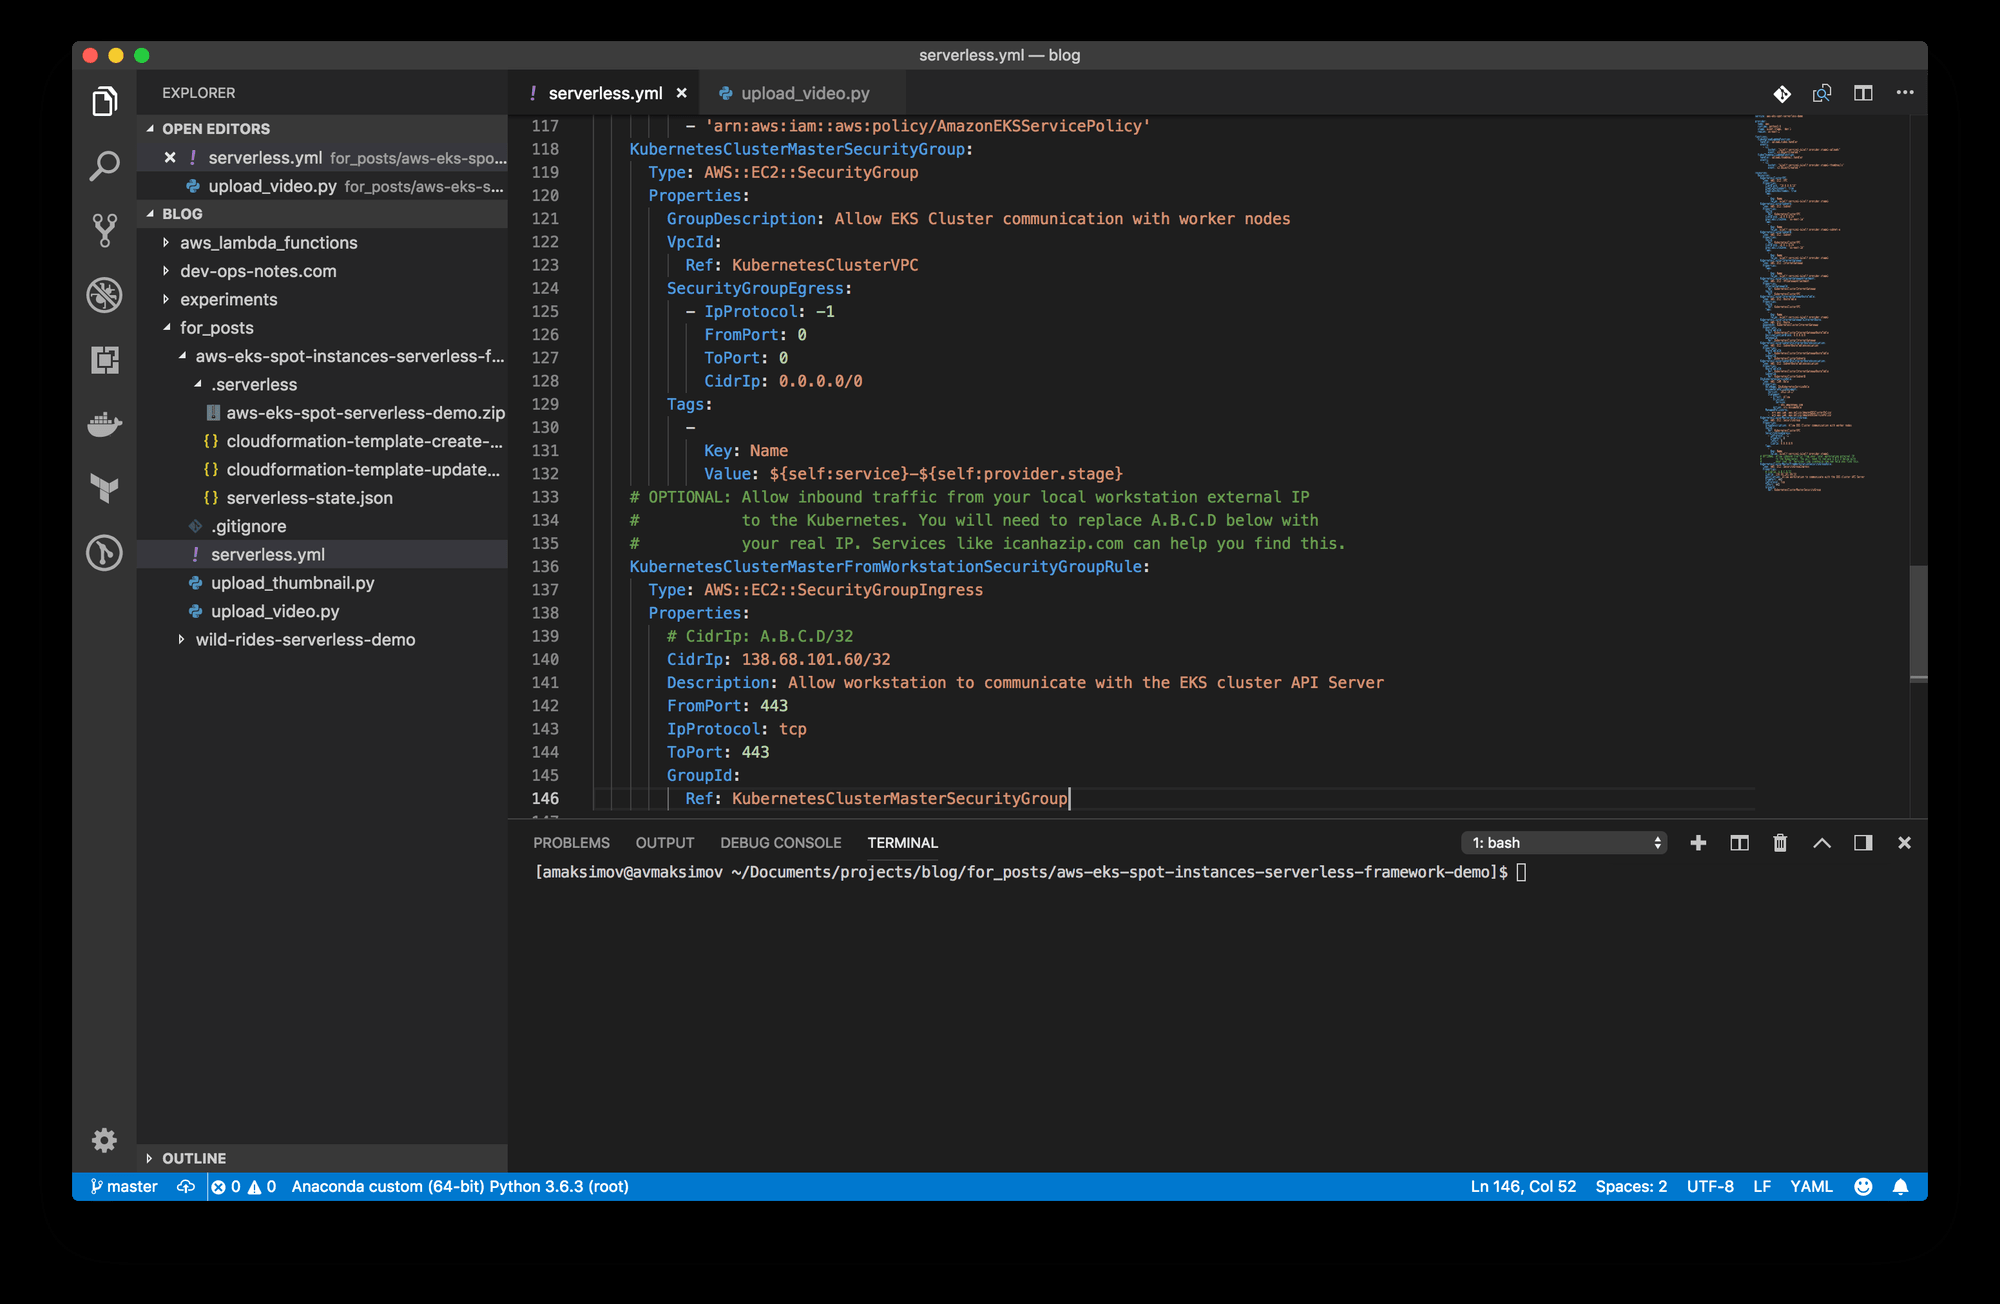 serverless.yml — blog
EXPLORER
OPEN EDITORS
serverless.yml for_posts/aws-eks-spo...
upload_video.py for_posts/aws-eks-s...
BLOG
aws_lambda_functions
dev-ops-notes.com
experiments
for_posts
aws-eks-spot-instances-serverless-f...
.serverless
aws-eks-spot-serverless-demo.zip
{} cloudformation-template-create-...
{} cloudformation-template-update...
{} serverless-state.json
.gitignore
! serverless.yml
upload_thumbnail.py
upload_video.py
wild-rides-serverless-demo
OUTLINE
! serverless.yml
upload_video.py
117 - 'arn:aws:iam::aws:policy/AmazonEKSServicePolicy'
118 KubernetesClusterMasterSecurityGroup:
119 Type: AWS::EC2::SecurityGroup
120 Properties:
121 GroupDescription: Allow EKS Cluster communication with worker nodes
122 VpcId:
123 Ref: KubernetesClusterVPC
124 SecurityGroupEgress:
125 - IpProtocol: -1
126 FromPort: 0
127 ToPort: 0
128 CidrIp: 0.0.0.0/0
129 Tags:
130 -
131 Key: Name
132 Value: ${self:service}-${self:provider.stage}
133 # OPTIONAL: Allow inbound traffic from your local workstation external IP
134 # to the Kubernetes. You will need to replace A.B.C.D below with
135 # your real IP. Services like icanhazip.com can help you find this.
136 KubernetesClusterMasterFromWorkstationSecurityGroupRule:
137 Type: AWS::EC2::SecurityGroupIngress
138 Properties:
139 # CidrIp: A.B.C.D/32
140 CidrIp: 138.68.101.60/32
141 Description: Allow workstation to communicate with the EKS cluster API Server
142 FromPort: 443
143 IpProtocol: tcp
144 ToPort: 443
145 GroupId:
146 Ref: KubernetesClusterMasterSecurityGroup
PROBLEMS OUTPUT DEBUG CONSOLE TERMINAL 1: bash
[amaksimov@avmaksimov ~/Documents/projects/blog/for_posts/aws-eks-spot-instances-serverless-framework-demo]$
master 0 0 Anaconda custom (64-bit) Python 3.6.3 (root) Ln 146, Col 52 Spaces: 2 UTF-8 LF YAML